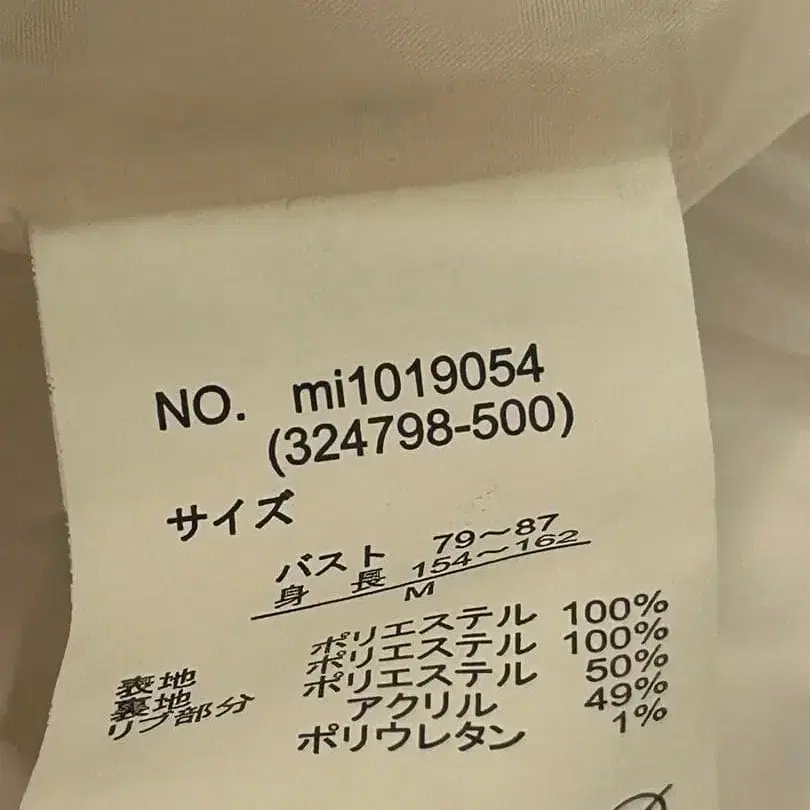 NO. mi1019054
(324798-500)
サイズ
バスト 79～87
身長 154～162
M
表地 ポリエステル 100%
裏地 ポリエステル 100%
リブ部分 ポリエステル 50%
アクリル 49%
ポリウレタン 1%